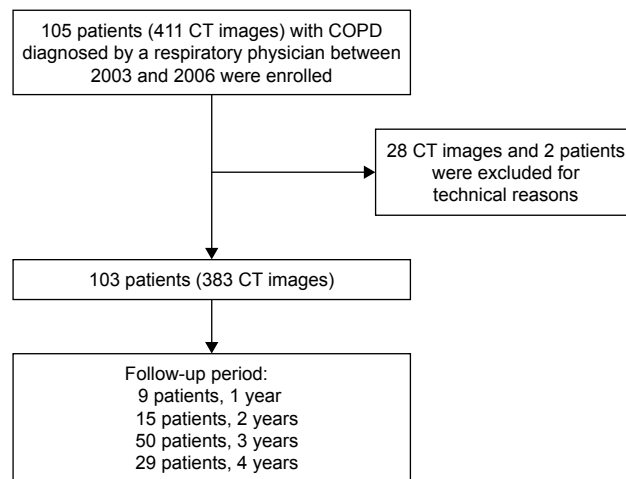 105 patients (411 CT images) with COPD
diagnosed by a respiratory physician between
2003 and 2006 were enrolled
28 CT images and 2 patients
were excluded for
technical reasons
103 patients (383 CT images)
Follow-up period:
9 patients, 1 year
15 patients, 2 years
50 patients, 3 years
29 patients, 4 years